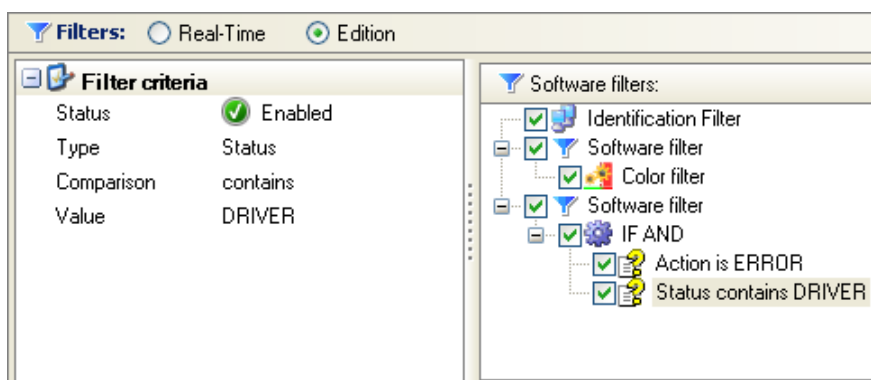 Filters: Real-Time Edition
Filter criteria
Status Enabled
Type Status
Comparison contains
Value DRIVER
Software filters:
Identification Filter
Software filter
Color filter
Software filter
IF AND
Action is ERROR
Status contains DRIVER